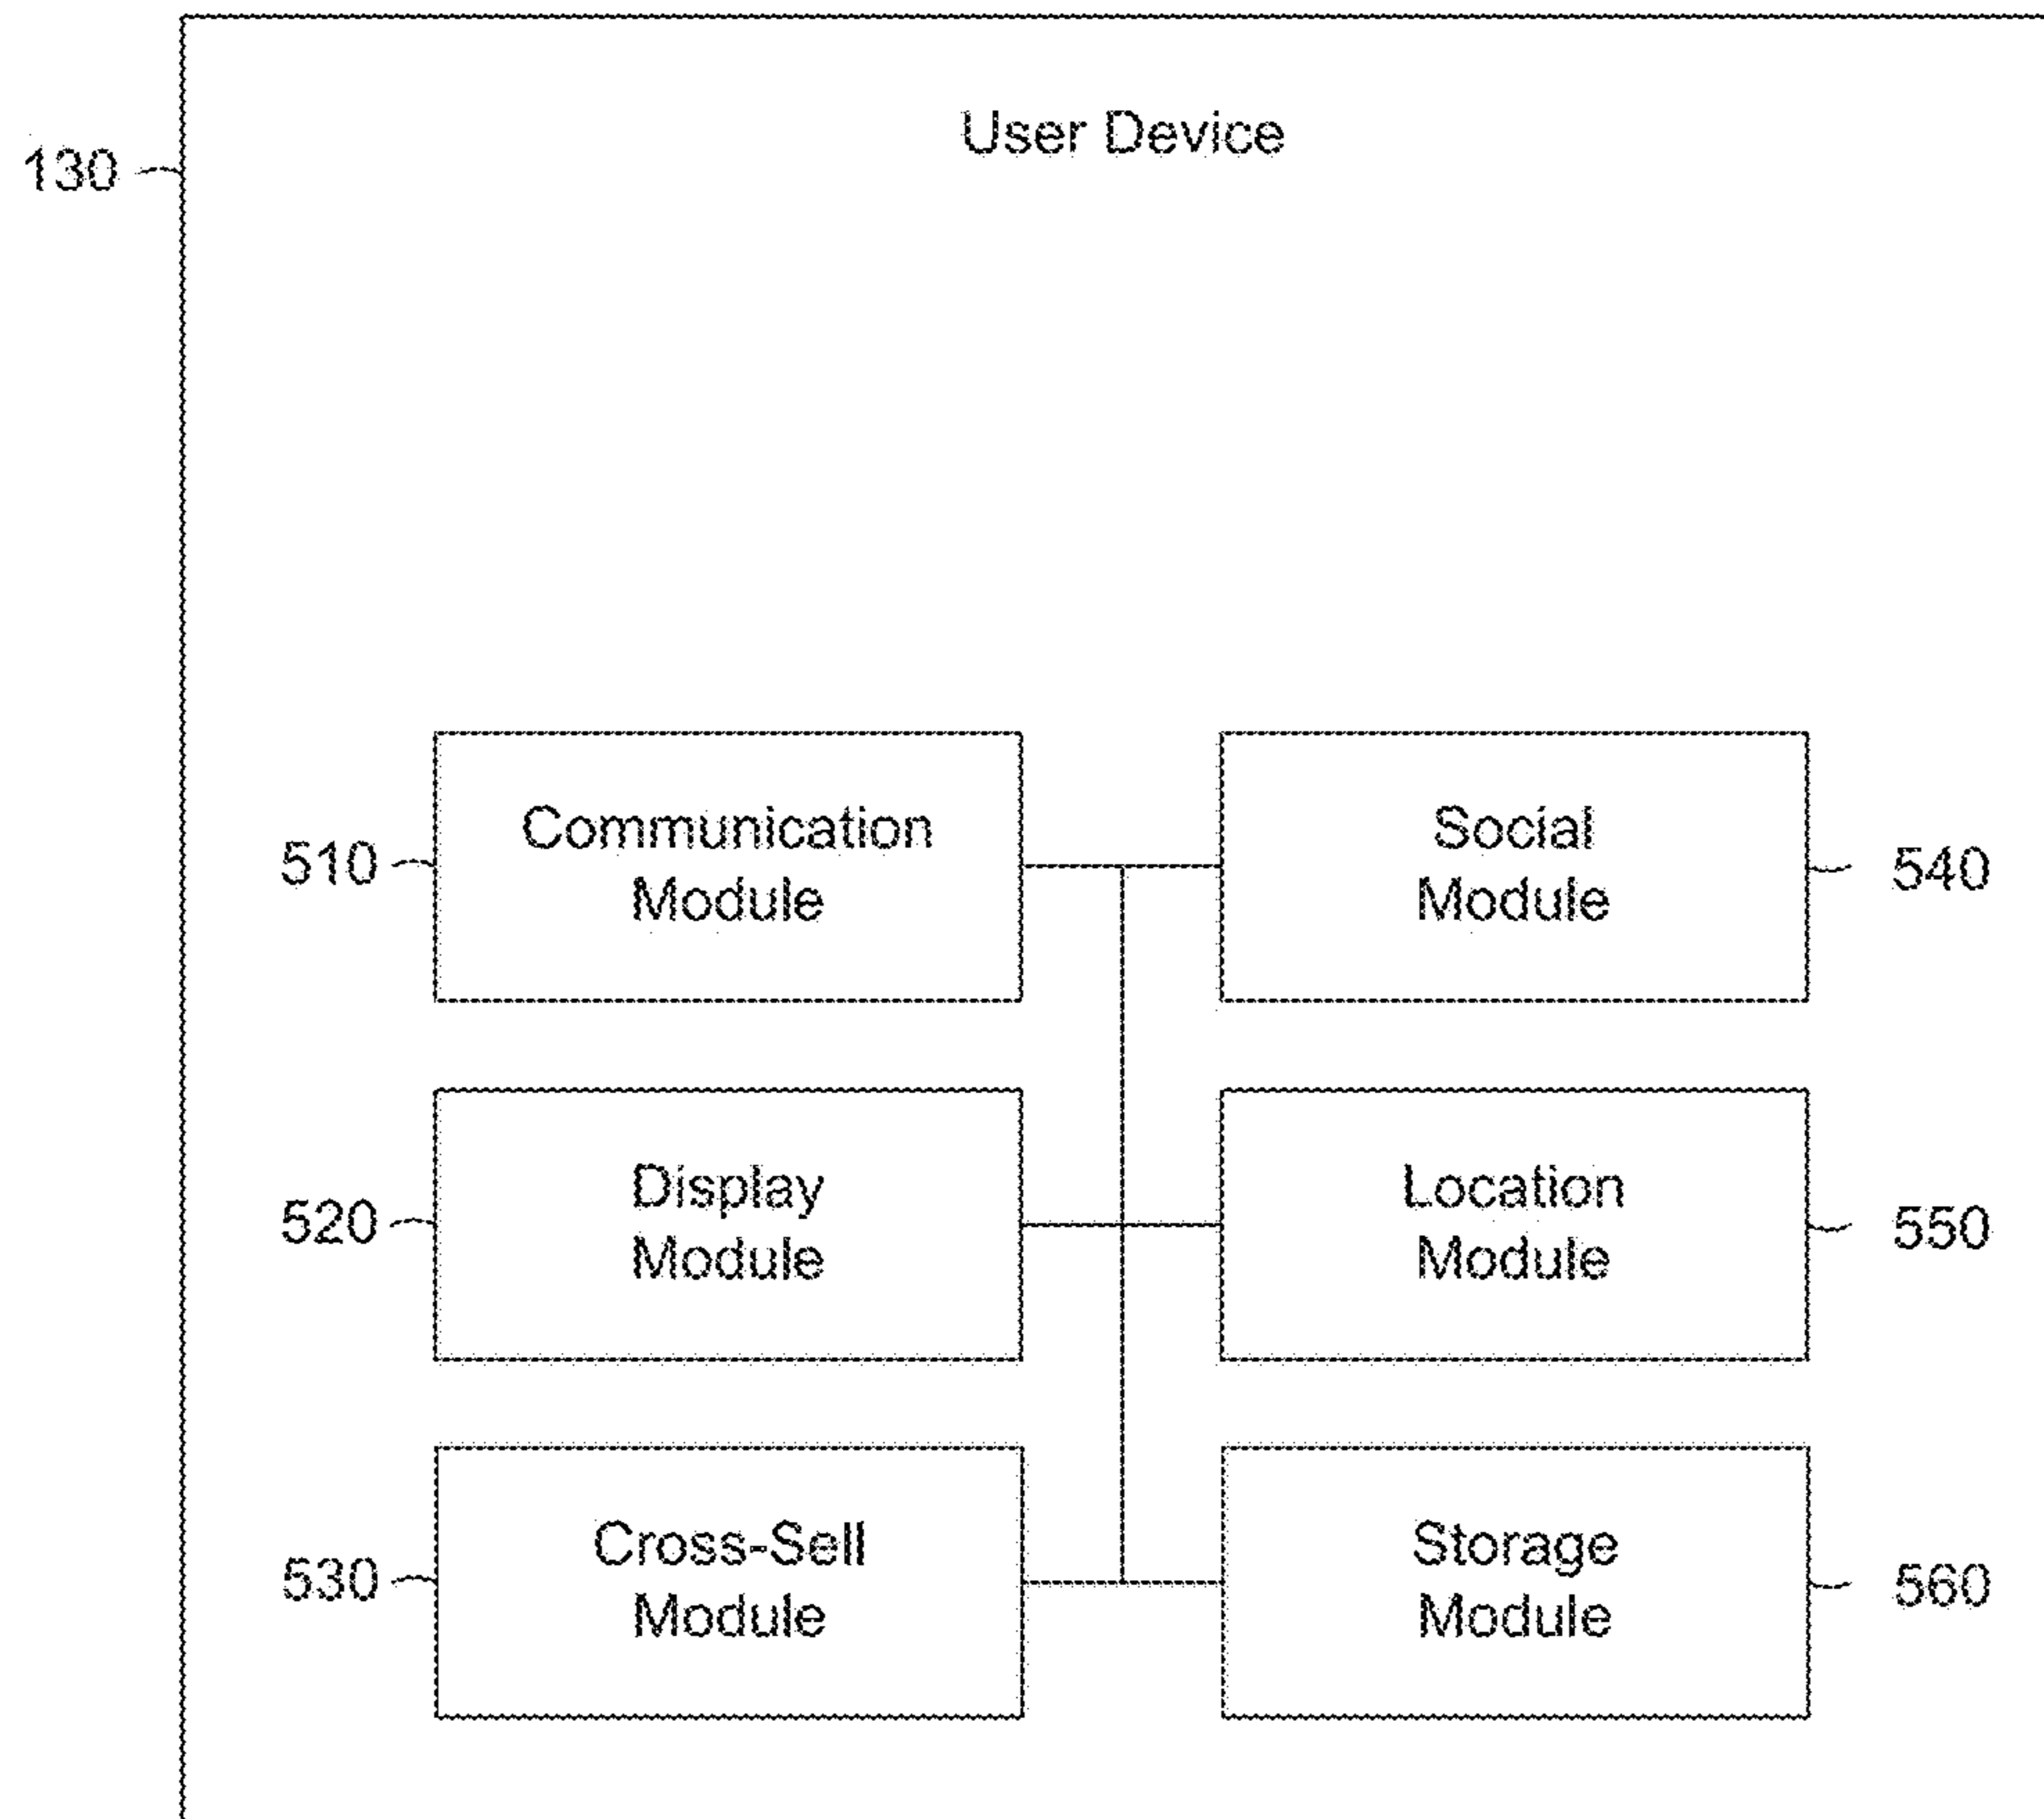 User Device
130
Communication
Module
510
Social
Module
540
Display
Module
520
Location
Module
550
Cross-Sell
Module
530
Storage
Module
560